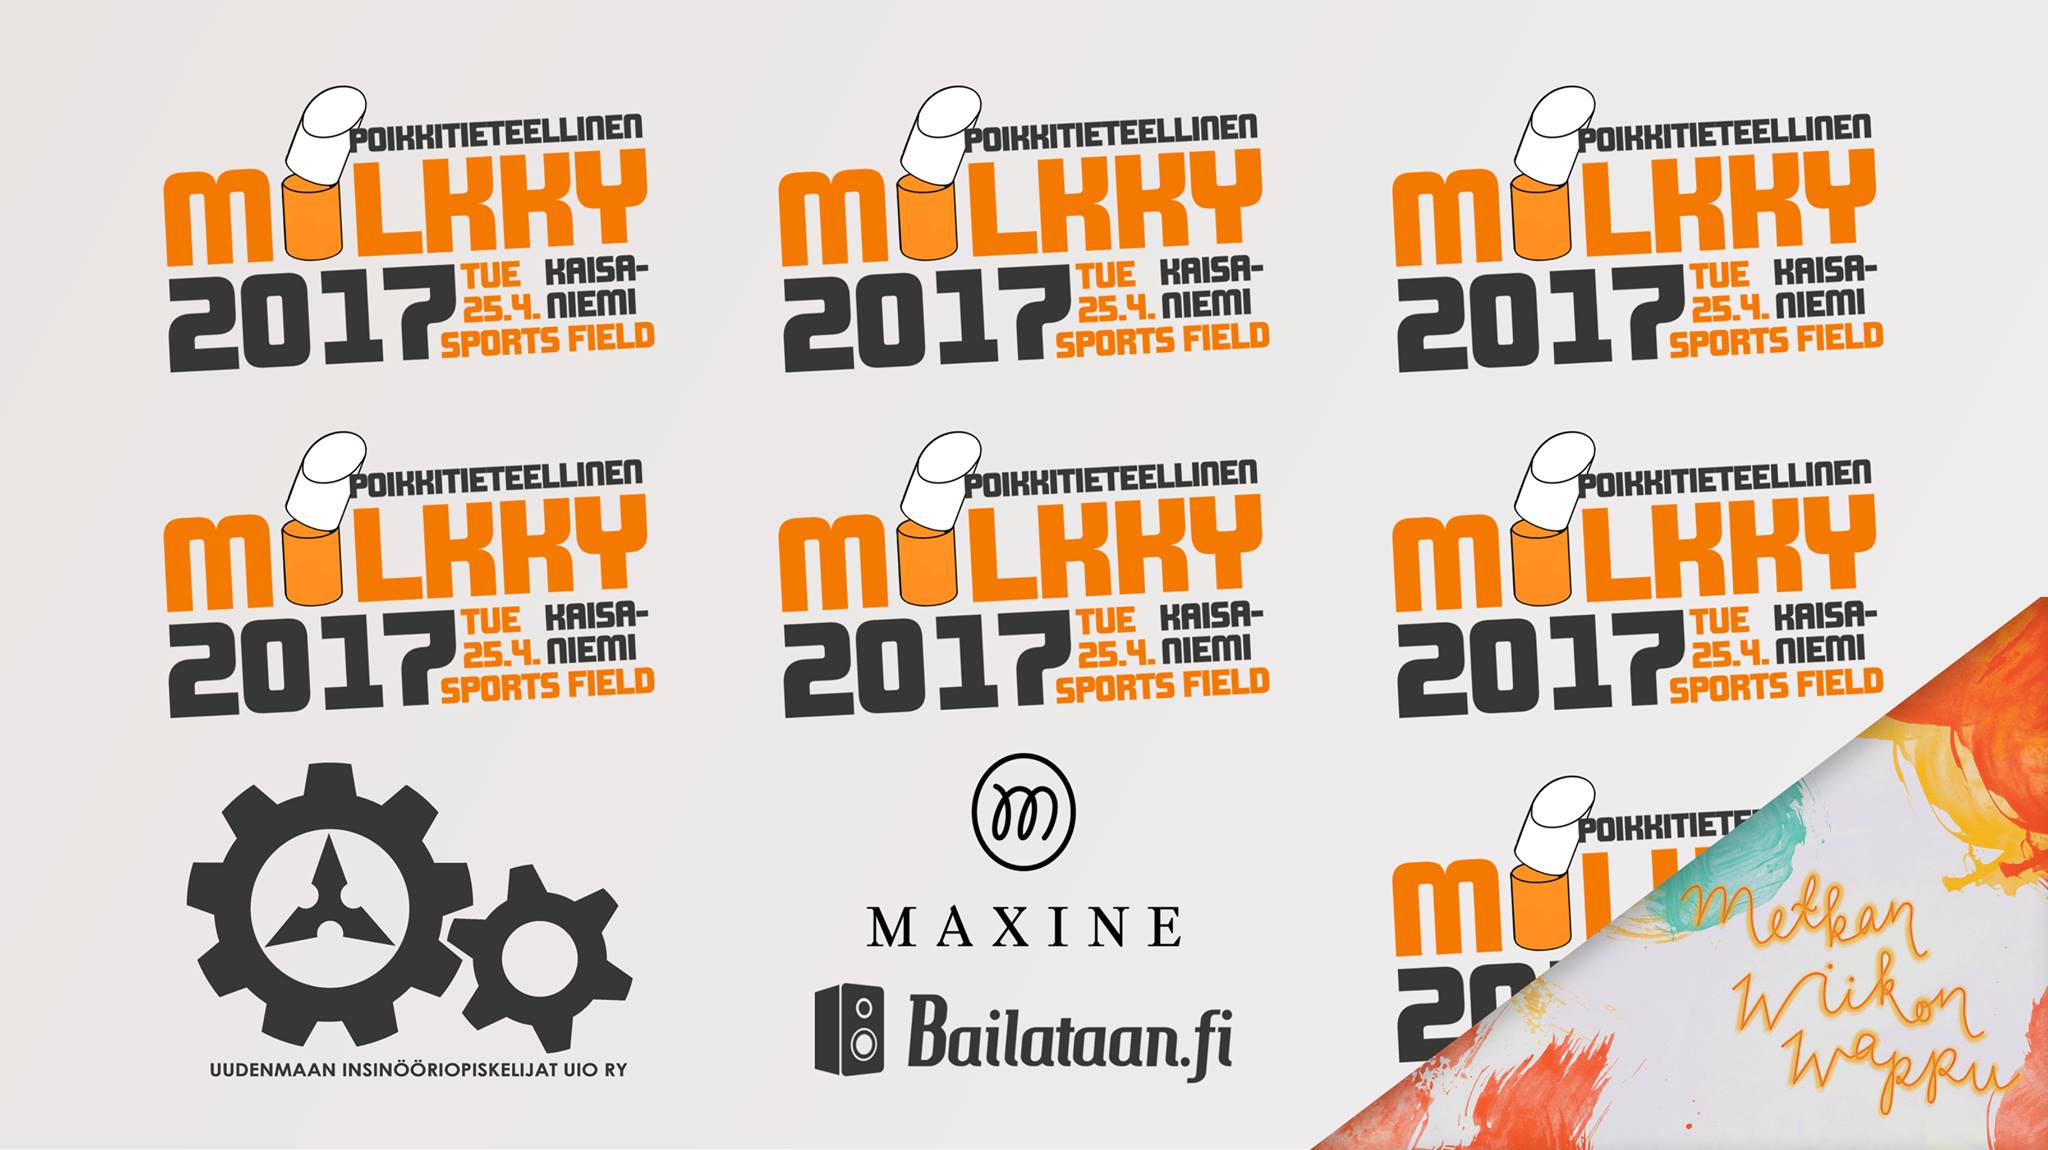 POIKKITIETEELLINEN
MöLKKY
2017 TUE 25.4. KAISA-
NIEMI
SPORTS FIELD
POIKKITIETEELLINEN
MöLKKY
2017 TUE 25.4. KAISA-
NIEMI
SPORTS FIELD
POIKKITIETEELLINEN
MöLKKY
2017 TUE 25.4. KAISA-
NIEMI
SPORTS FIELD
POIKKITIETEELLINEN
MöLKKY
2017 TUE 25.4. KAISA-
NIEMI
SPORTS FIELD
POIKKITIETEELLINEN
MöLKKY
2017 TUE 25.4. KAISA-
NIEMI
SPORTS FIELD
POIKKITIETEELLINEN
MöLKKY
2017 TUE 25.4. KAISA-
NIEMI
SPORTS FIELD
UUDENMAAN INSINÖÖRIOPISKELIJAT UIO RY
m
MAXINE
Bailataan.fi
Metkan
Wiikon
Wappu